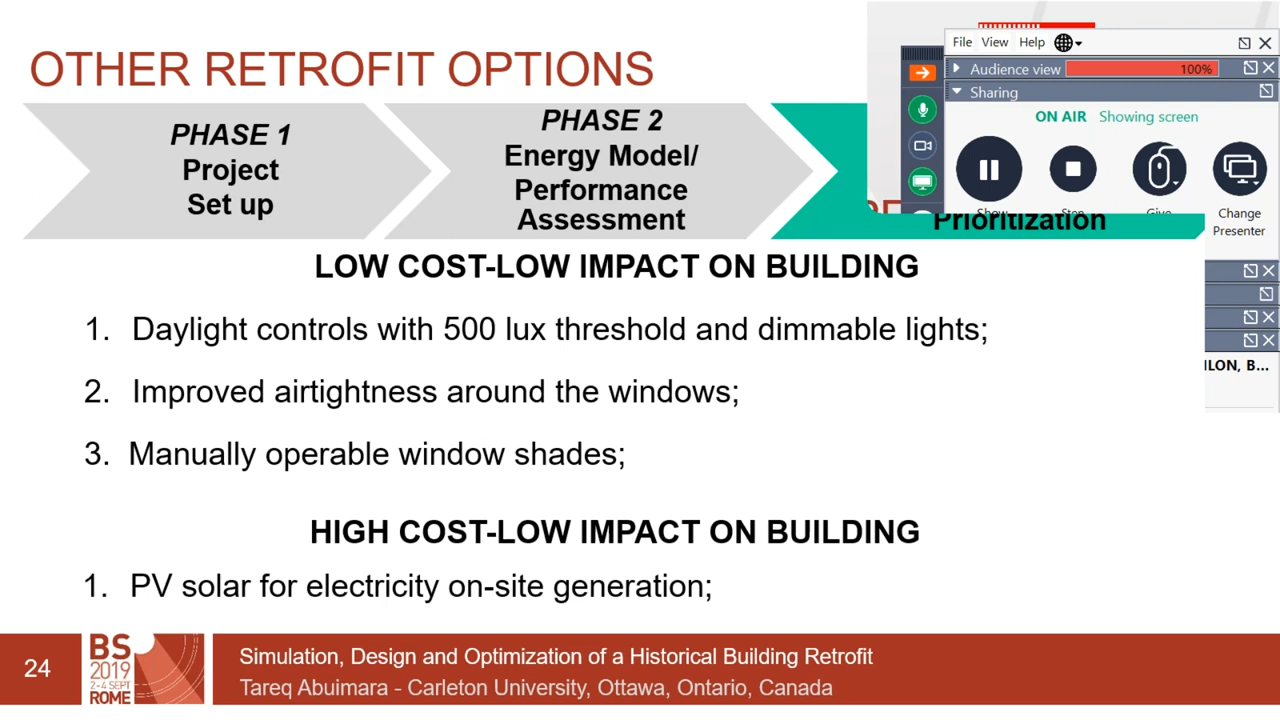 OTHER RETROFIT OPTIONS
PHASE 1
Project
Set up
PHASE 2
Energy Model/
Performance
Assessment
Prioritization
File View Help
Audience view 100%
Sharing
ON AIR Showing screen
Change
Presenter
LOW COST-LOW IMPACT ON BUILDING
1. Daylight controls with 500 lux threshold and dimmable lights;
2. Improved airtightness around the windows;
3. Manually operable window shades;
HIGH COST-LOW IMPACT ON BUILDING
1. PV solar for electricity on-site generation;
24
BS
2019
2-4 SEPT
ROME
Simulation, Design and Optimization of a Historical Building Retrofit
Tareq Abuimara - Carleton University, Ottawa, Ontario, Canada